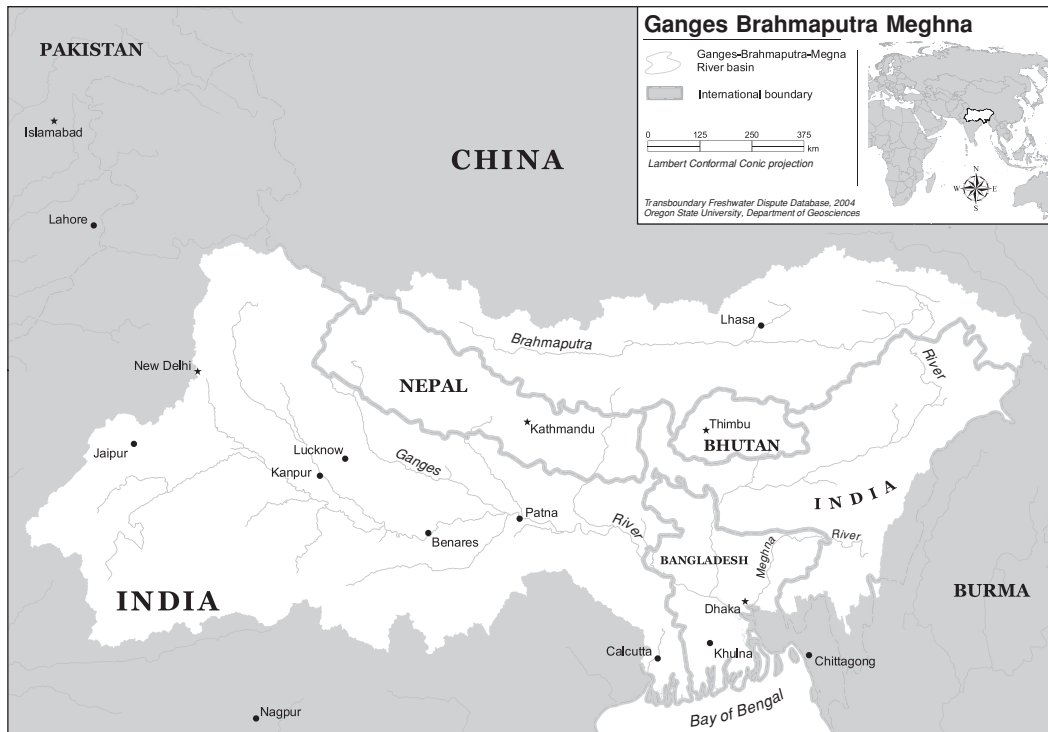 Ganges Brahmaputra Meghna
Ganges-Brahmaputra-Megna
River basin
International boundary
0 125 250 375
km
Lambert Conformal Conic projection
Transboundary Freshwater Dispute Database, 2004
Oregon State University, Department of Geosciences
N
W E
S
PAKISTAN
Islamabad
CHINA
Lahore
Lhasa
Brahmaputra
River
New Delhi
NEPAL
Kathmandu
Thimbu
BHUTAN
Jaipur
Lucknow
Kanpur
Ganges
INDIA
Patna
River
Benares
BANGLADESH
Meghna
River
INDIA
BURMA
Dhaka
Calcutta
Khulna
Chittagong
Nagpur
Bay of Bengal